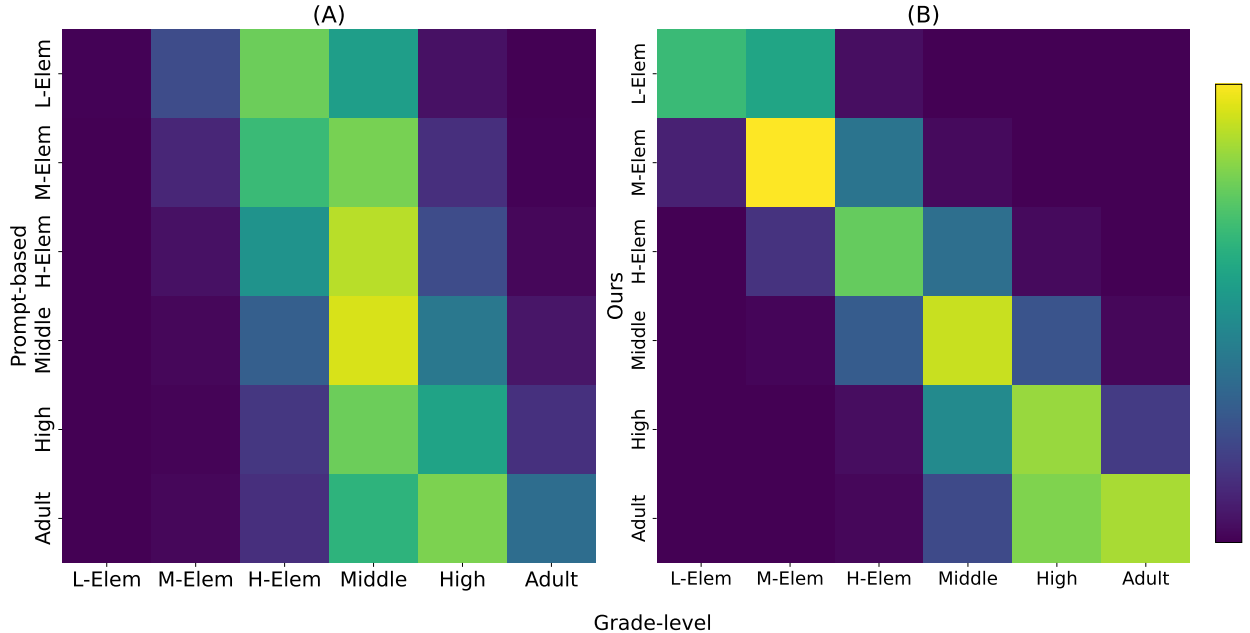 (A)
(B)
Prompt-based
L-Elem
M-Elem
H-Elem
Middle
High
Adult
L-Elem M-Elem H-Elem Middle High Adult
Ours
L-Elem
M-Elem
H-Elem
Middle
High
Adult
L-Elem M-Elem H-Elem Middle High Adult
Grade-level